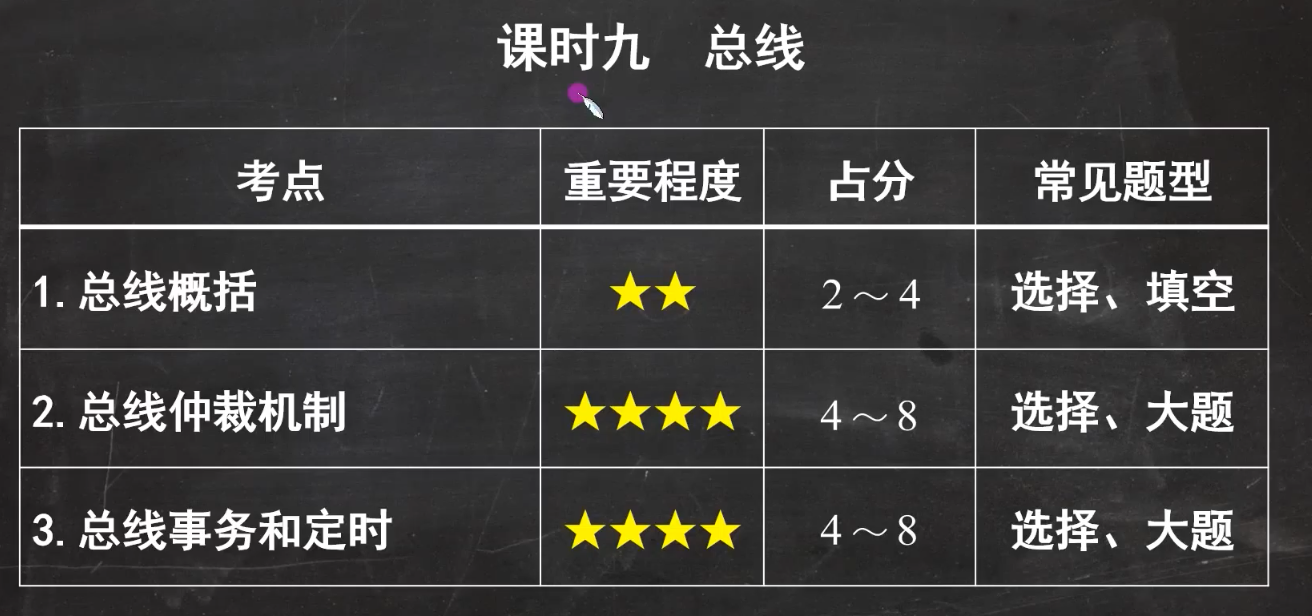 课时九 总线
考点 重要程度 占分 常见题型
1.总线概括 ★★ 2～4 选择、填空
2.总线仲裁机制 ★★★★ 4～8 选择、大题
3.总线事务和定时 ★★★★ 4～8 选择、大题